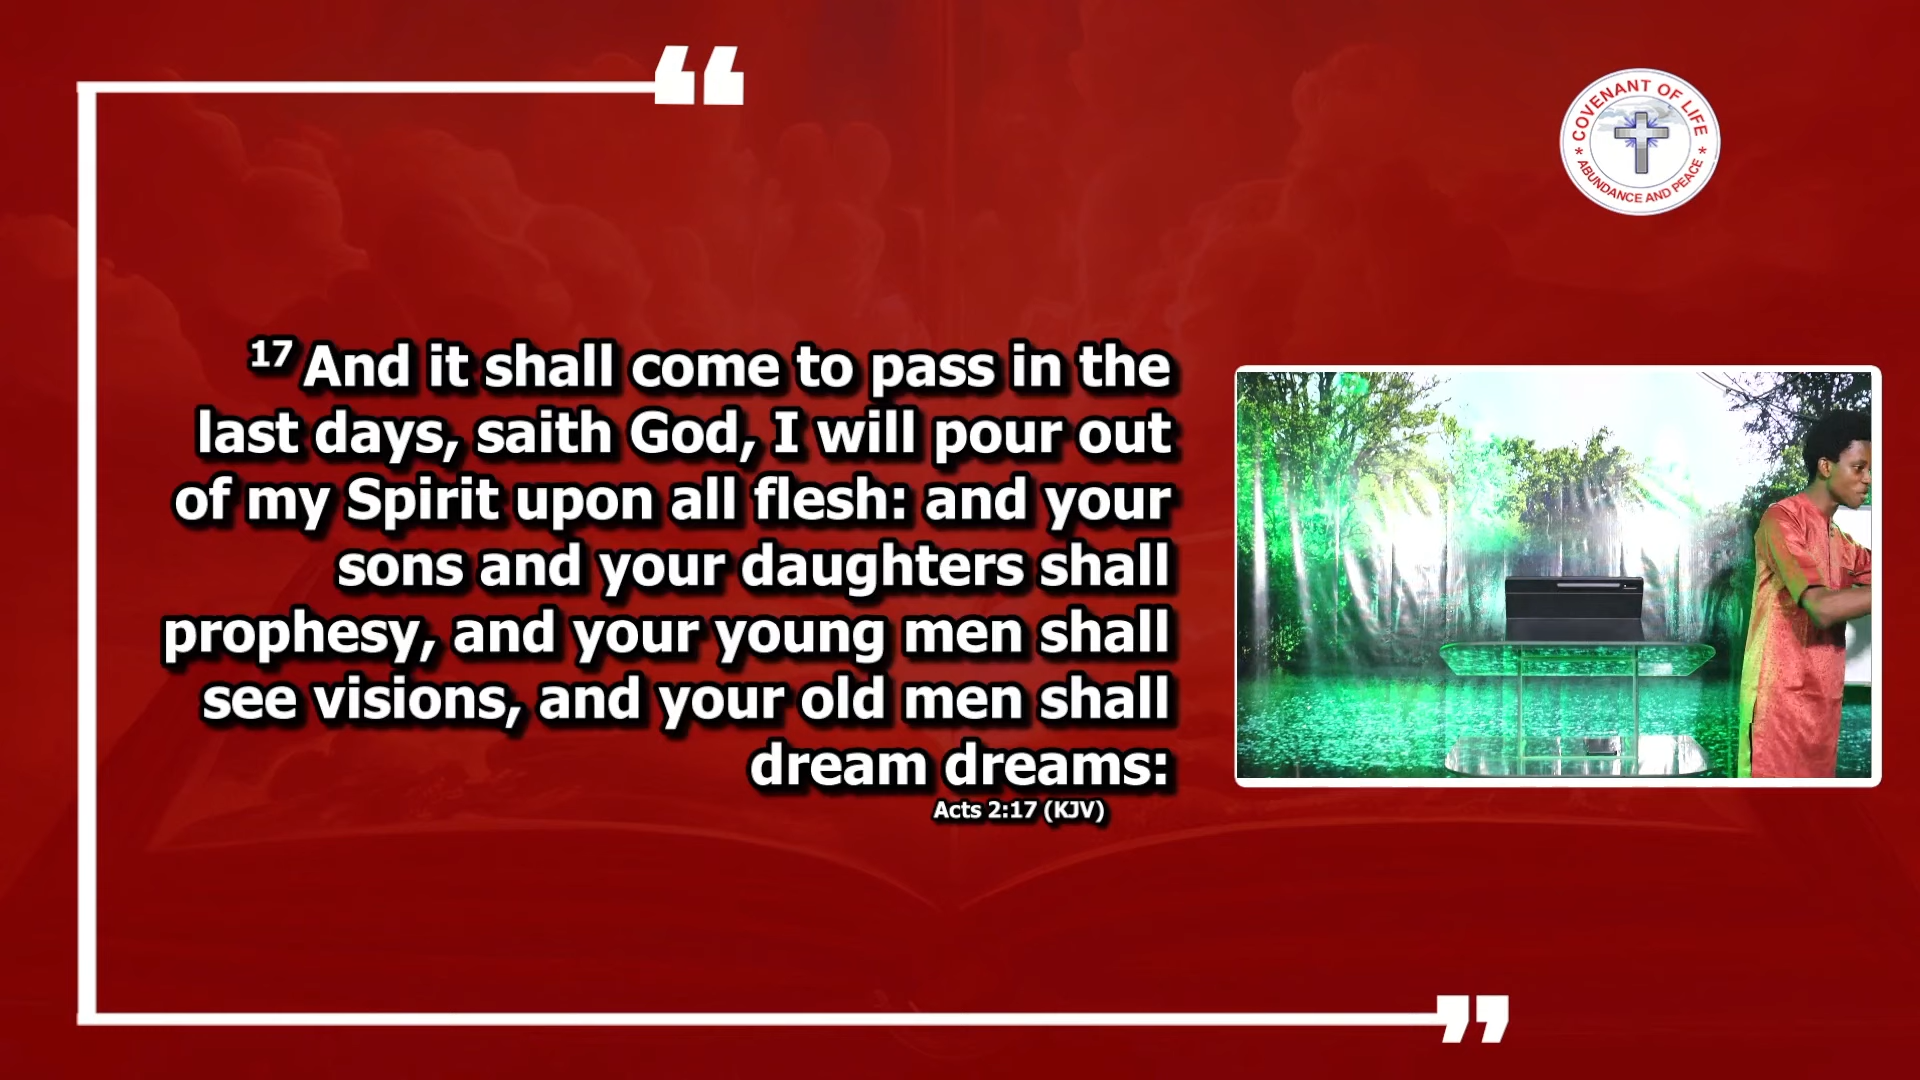 COVENANT OF LIFE
* ABUNDANCE AND PEACE *
17 And it shall come to pass in the
last days, saith God, I will pour out
of my Spirit upon all flesh: and your
sons and your daughters shall
prophesy, and your young men shall
see visions, and your old men shall
dream dreams:
Acts 2:17 (KJV)